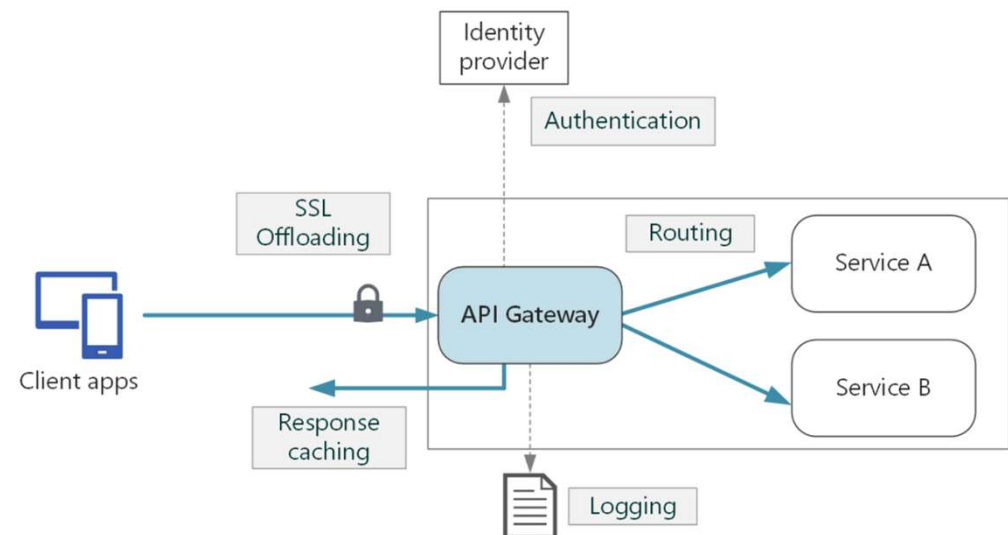 Identity
provider
Authentication
SSL
Offloading
Routing
Service A
API Gateway
Client apps
Service B
Response
caching
Logging